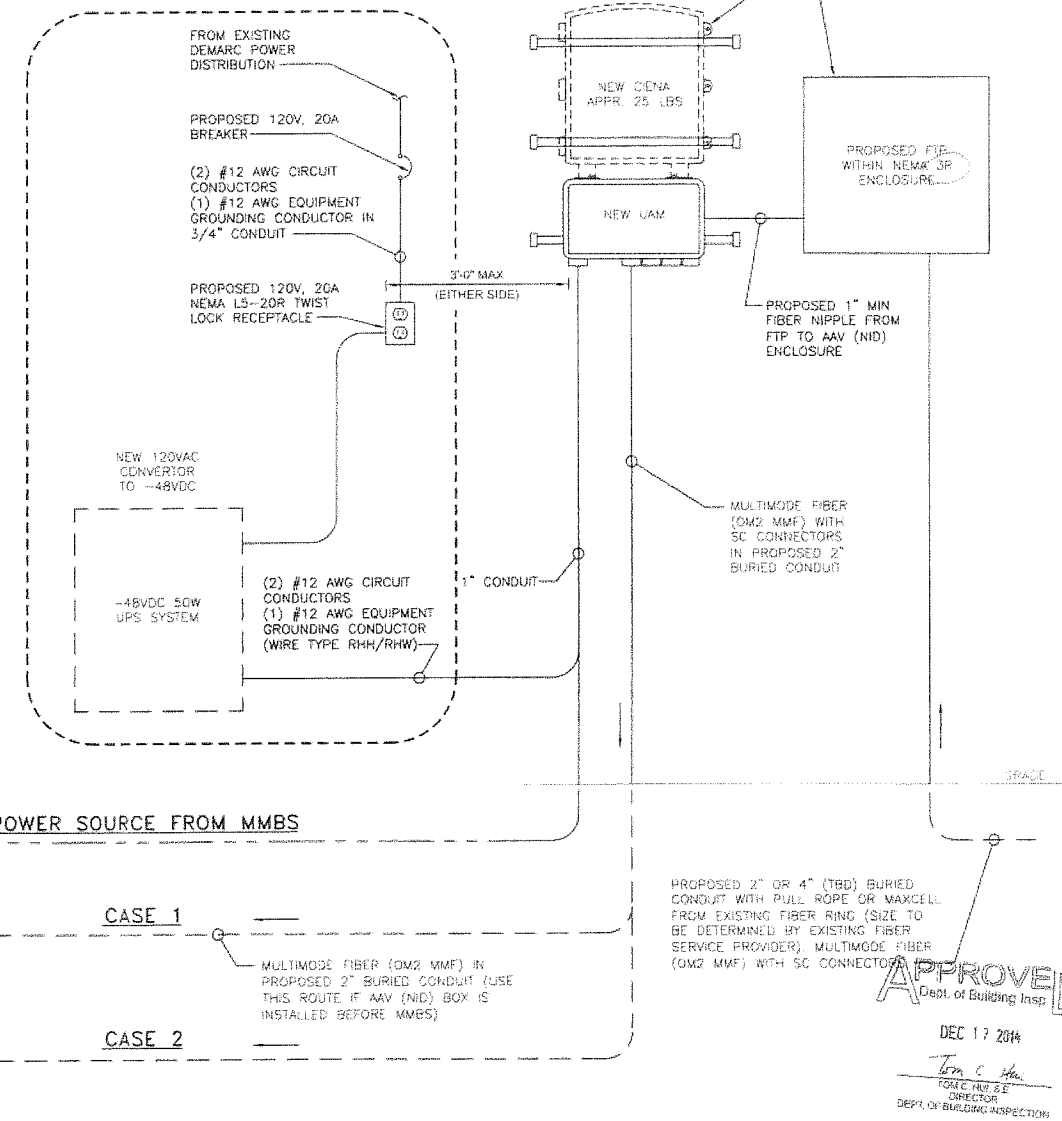 FROM EXISTING
DEMARC POWER
DISTRIBUTION
PROPOSED 120V, 20A
BREAKER
(2) #12 AWG CIRCUIT
CONDUCTORS
(1) #12 AWG EQUIPMENT
GROUNDING CONDUCTOR IN
3/4" CONDUIT
PROPOSED 120V, 20A
NEMA L5-20R TWIST
LOCK RECEPTACLE
NEW CIENA
APPR. 25 LBS
NEW UAM
PROPOSED FTP
WITHIN NEMA 3R
ENCLOSURE
3'-0" MAX
(EITHER SIDE)
PROPOSED 1" MIN
FIBER NIPPLE FROM
FTP TO AAV (NID)
ENCLOSURE
NEW 120VAC
CONVERTOR
TO -48VDC
-48VDC 50W
UPS SYSTEM
(2) #12 AWG CIRCUIT
CONDUCTORS
(1) #12 AWG EQUIPMENT
GROUNDING CONDUCTOR
(WIRE TYPE RHH/RHW)
1" CONDUIT
MULTIMODE FIBER
(OM2 MMF) WITH
SC CONNECTORS
IN PROPOSED 2"
BURIED CONDUIT
GRADE
POWER SOURCE FROM MMBS
CASE 1
MULTIMODE FIBER (OM2 MMF) IN
PROPOSED 2" BURIED CONDUIT (USE
THIS ROUTE IF AAV (NID) BOX IS
INSTALLED BEFORE MMBS)
CASE 2
PROPOSED 2" OR 4" (TBD) BURIED
CONDUIT WITH PULL ROPE OR MAXCELL
FROM EXISTING FIBER RING (SIZE TO
BE DETERMINED BY EXISTING FIBER
SERVICE PROVIDER). MULTIMODE FIBER
(OM2 MMF) WITH SC CONNECTORS
APPROVED
Dept. of Building Insp
DEC 17 2014
Tom C Hui
TOM C. HUI, S.E.
DIRECTOR
DEPT. OF BUILDING INSPECTION